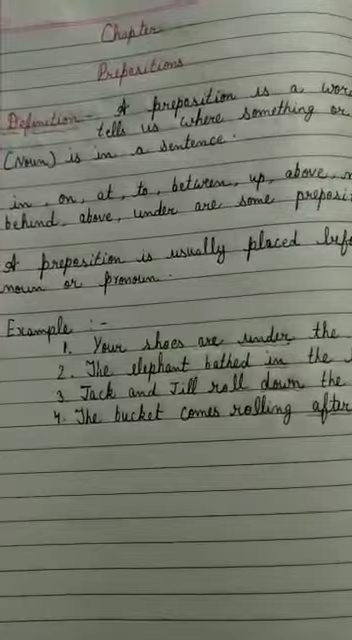 Chapter
Prepositions
Definition - A preposition is a
tells us where something or
(Noun) is in a sentence.
in, on, at, to, between, up, above,
behind, above, under are some
A preposition is usually placed
noun or pronoun.
Example :-
1. Your shoes are under the
2. The elephant bathed in the
3. Jack and Jill roll down the
4. The bucket comes rolling after